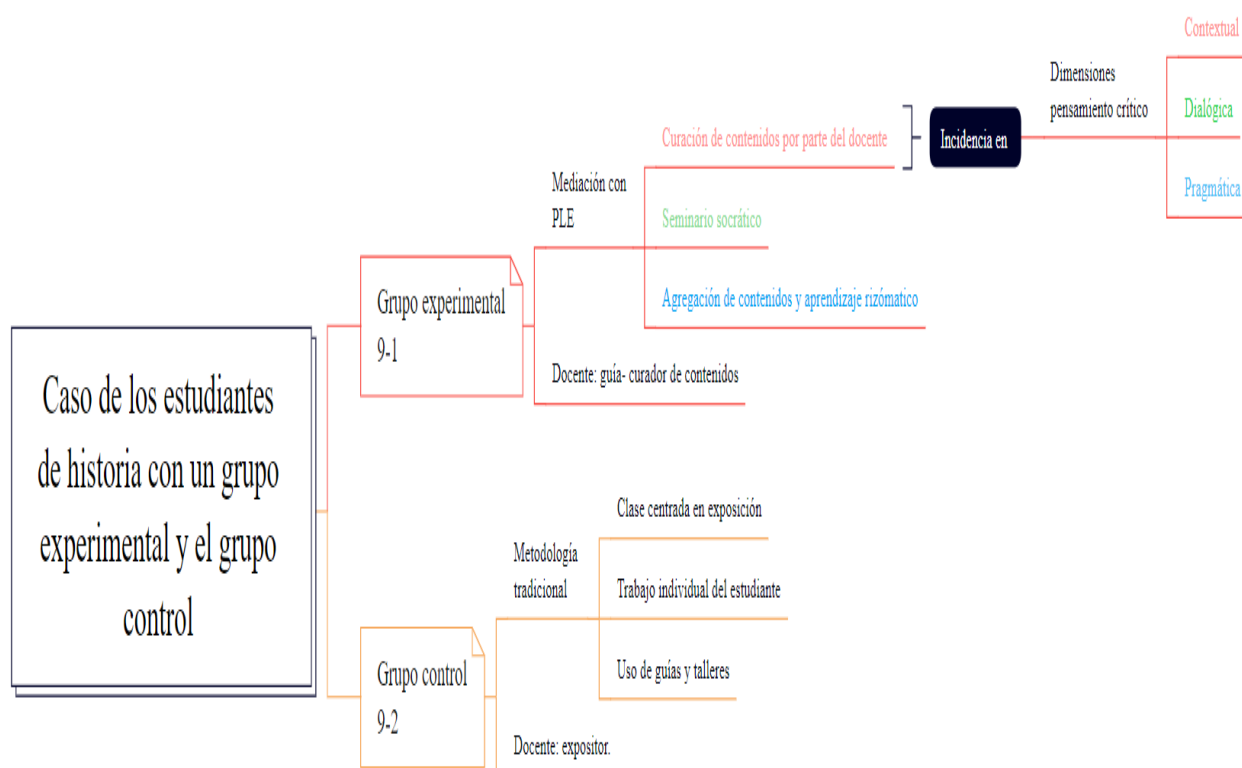 Caso de los estudiantes
de historia con un grupo
experimental y el grupo
control
Grupo experimental
9-1
Mediación con
PLE
Curación de contenidos por parte del docente
Seminario socrático
Agregación de contenidos y aprendizaje rizómatico
Incidencia en
Dimensiones
pensamiento crítico
Contextual
Dialógica
Pragmática
Docente: guía- curador de contenidos
Grupo control
9-2
Metodología
tradicional
Clase centrada en exposición
Trabajo individual del estudiante
Uso de guías y talleres
Docente: expositor.